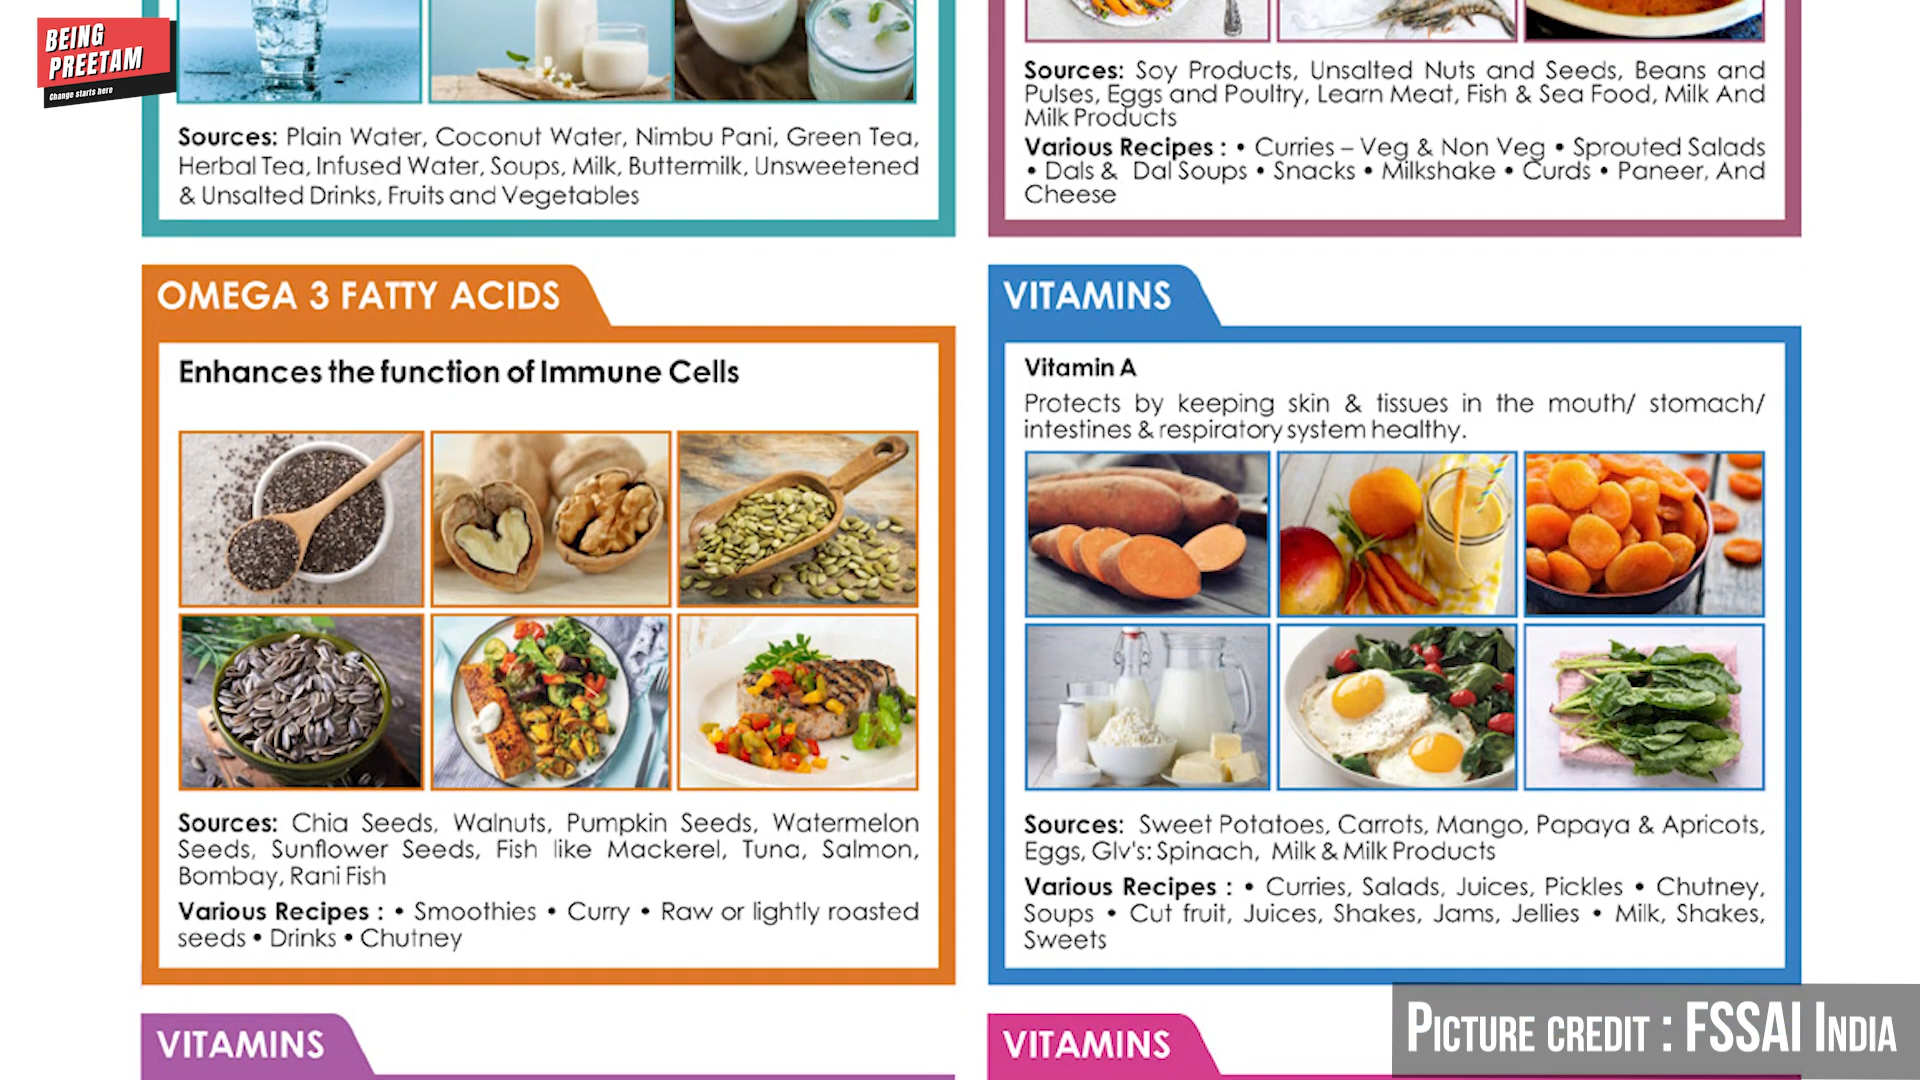 BEING
PREETAM
Change starts here
Sources: Plain Water, Coconut Water, Nimbu Pani, Green Tea,
Herbal Tea, Infused Water, Soups, Milk, Buttermilk, Unsweetened
& Unsalted Drinks, Fruits and Vegetables
Sources: Soy Products, Unsalted Nuts and Seeds, Beans and
Pulses, Eggs and Poultry, Learn Meat, Fish & Sea Food, Milk And
Milk Products
Various Recipes : • Curries – Veg & Non Veg • Sprouted Salads
• Dals & Dal Soups • Snacks • Milkshake • Curds • Paneer, And
Cheese
OMEGA 3 FATTY ACIDS
Enhances the function of Immune Cells
Sources: Chia Seeds, Walnuts, Pumpkin Seeds, Watermelon
Seeds, Sunflower Seeds, Fish like Mackerel, Tuna, Salmon,
Bombay, Rani Fish
Various Recipes : • Smoothies • Curry • Raw or lightly roasted
seeds • Drinks • Chutney
VITAMINS
Vitamin A
Protects by keeping skin & tissues in the mouth/ stomach/
intestines & respiratory system healthy.
Sources: Sweet Potatoes, Carrots, Mango, Papaya & Apricots,
Eggs, Glv's: Spinach, Milk & Milk Products
Various Recipes : • Curries, Salads, Juices, Pickles • Chutney,
Soups • Cut fruit, Juices, Shakes, Jams, Jellies • Milk, Shakes,
Sweets
VITAMINS
VITAMINS
PICTURE CREDIT : FSSAI INDIA